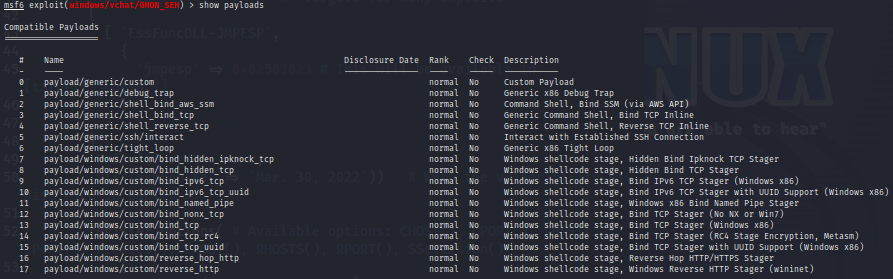 msf6 exploit(windows/vchat/GMON_SEH) > show payloads
Compatible Payloads
===================
# Name Disclosure Date Rank Check Description
- ---- --------------- ---- ----- -----------
0 payload/generic/custom normal No Custom Payload
1 payload/generic/debug_trap normal No Generic x86 Debug Trap
2 payload/generic/shell_bind_aws_ssm normal No Command Shell, Bind SSM (via AWS API)
3 payload/generic/shell_bind_tcp normal No Generic Command Shell, Bind TCP Inline
4 payload/generic/shell_reverse_tcp normal No Generic Command Shell, Reverse TCP Inline
5 payload/generic/ssh/interact normal No Interact with Established SSH Connection
6 payload/generic/tight_loop normal No Generic x86 Tight Loop
7 payload/windows/custom/bind_hidden_ipknock_tcp normal No Windows shellcode stage, Hidden Bind Ipknock TCP Stager
8 payload/windows/custom/bind_hidden_tcp normal No Windows shellcode stage, Hidden Bind TCP Stager
9 payload/windows/custom/bind_ipv6_tcp normal No Windows shellcode stage, Bind IPv6 TCP Stager (Windows x86)
10 payload/windows/custom/bind_ipv6_tcp_uuid normal No Windows shellcode stage, Bind IPv6 TCP Stager with UUID Support (Windows x86)
11 payload/windows/custom/bind_named_pipe normal No Windows shellcode stage, Windows x86 Bind Named Pipe Stager
12 payload/windows/custom/bind_nonx_tcp normal No Windows shellcode stage, Bind TCP Stager (No NX or Win7)
13 payload/windows/custom/bind_tcp normal No Windows shellcode stage, Bind TCP Stager (Windows x86)
14 payload/windows/custom/bind_tcp_rc4 normal No Windows shellcode stage, Bind TCP Stager (RC4 Stage Encryption, Metasm)
15 payload/windows/custom/bind_tcp_uuid normal No Windows shellcode stage, Bind TCP Stager with UUID Support (Windows x86)
16 payload/windows/custom/reverse_hop_http normal No Windows shellcode stage, Reverse Hop HTTP/HTTPS Stager
17 payload/windows/custom/reverse_http normal No Windows shellcode stage, Windows Reverse HTTP Stager (wininet)